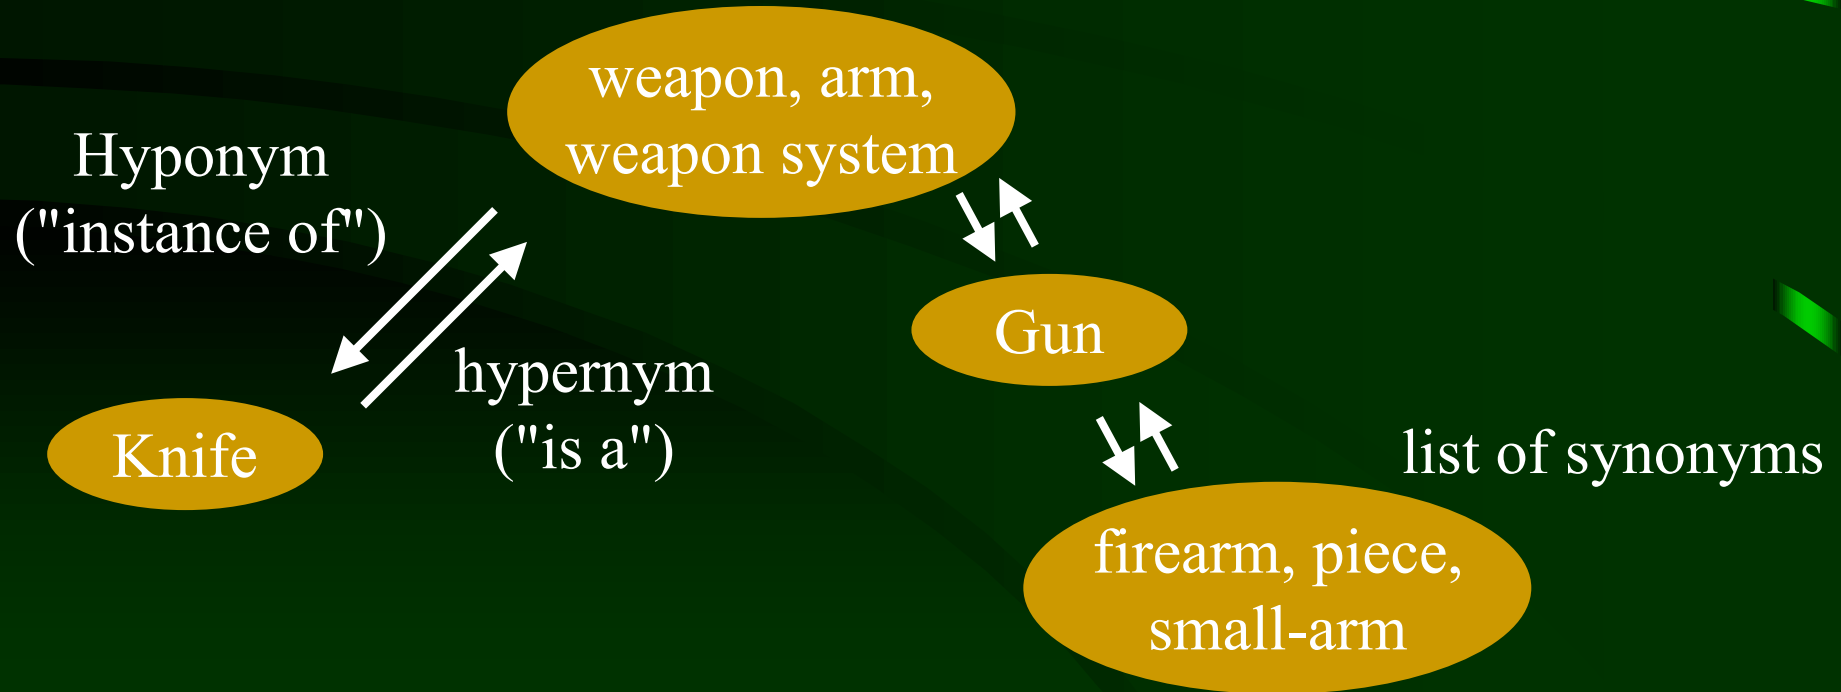 weapon, arm,
weapon system
Hyponym
("instance of")
Gun
hypernym
("is a")
Knife
list of synonyms
firearm, piece,
small-arm